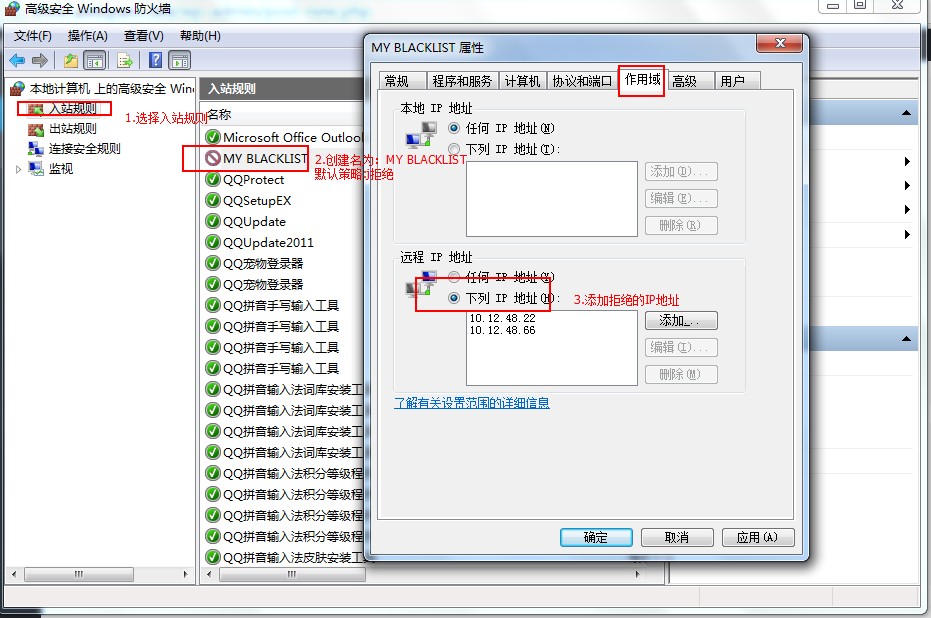 高级安全 Windows 防火墙
文件(F) 操作(A) 查看(V) 帮助(H)
本地计算机 上的高级安全 Win
入站规则
出站规则
连接安全规则
监视
1.选择入站规则
入站规则
名称
Microsoft Office Outlool
MY BLACKLIST
2.创建名为：MY BLACKLIST
默认策略:拒绝
QQProtect
QQSetupEX
QQUpdate
QQUpdate2011
QQ宠物登录器
QQ宠物登录器
QQ拼音手写输入工具
QQ拼音手写输入工具
QQ拼音手写输入工具
QQ拼音手写输入工具
QQ拼音输入法词库安装工
QQ拼音输入法词库安装工
QQ拼音输入法词库安装工
QQ拼音输入法词库安装工
QQ拼音输入法积分等级程
QQ拼音输入法积分等级程
QQ拼音输入法积分等级程
QQ拼音输入法积分等级程
QQ拼音输入法皮肤安装工
MY BLACKLIST 属性
常规 程序和服务 计算机 协议和端口 作用域 高级 用户
本地 IP 地址
任何 IP 地址(N)
下列 IP 地址(T):
添加(D)...
编辑(E)...
删除(R)
远程 IP 地址
任何 IP 地址(Y)
下列 IP 地址(H):
3.添加拒绝的IP地址
10.12.48.22
10.12.48.66
添加...
编辑(I)...
删除(M)
了解有关设置范围的详细信息
确定 取消 应用(A)